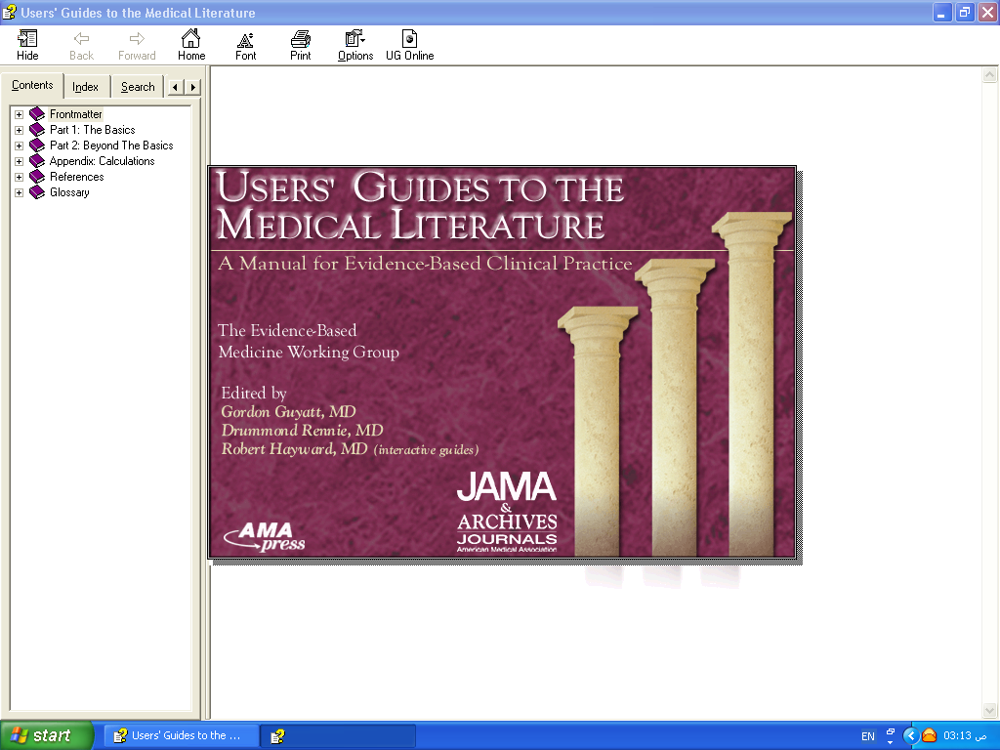 Users' Guides to the Medical Literature
Hide Back Forward Home Font Print Options UG Online
Contents Index Search
Frontmatter
Part 1: The Basics
Part 2: Beyond The Basics
Appendix: Calculations
References
Glossary
USERS' GUIDES TO THE
MEDICAL LITERATURE
A Manual for Evidence-Based Clinical Practice
The Evidence-Based
Medicine Working Group
Edited by
Gordon Guyatt, MD
Drummond Rennie, MD
Robert Hayward, MD (interactive guides)
JAMA
&
ARCHIVES
JOURNALS
American Medical Association
AMA
press
start Users' Guides to the ... EN 03:13 ص